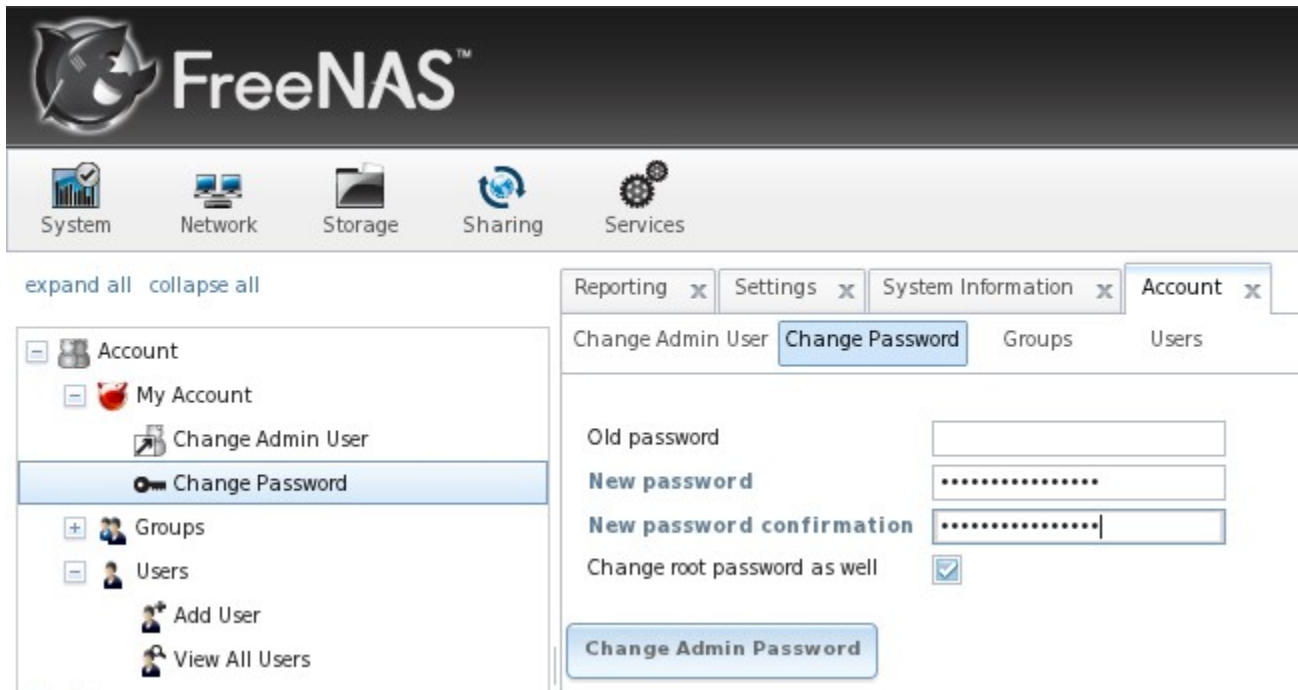 FreeNAS™
System Network Storage Sharing Services
expand all collapse all
Account
My Account
Change Admin User
Change Password
Groups
Users
Add User
View All Users
Reporting x Settings x System Information x Account x
Change Admin User Change Password Groups Users
Old password
New password ••••••••••••••••
New password confirmation ••••••••••••••••
Change root password as well
Change Admin Password